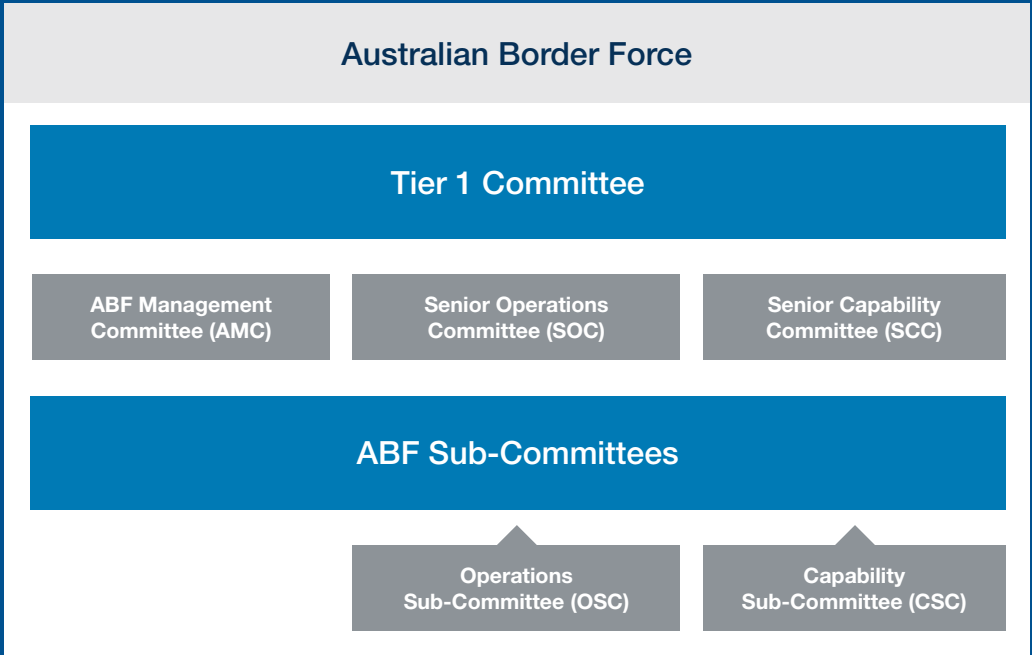 Australian Border Force
Tier 1 Committee
ABF Management
Committee (AMC)
Senior Operations
Committee (SOC)
Senior Capability
Committee (SCC)
ABF Sub-Committees
Operations
Sub-Committee (OSC)
Capability
Sub-Committee (CSC)